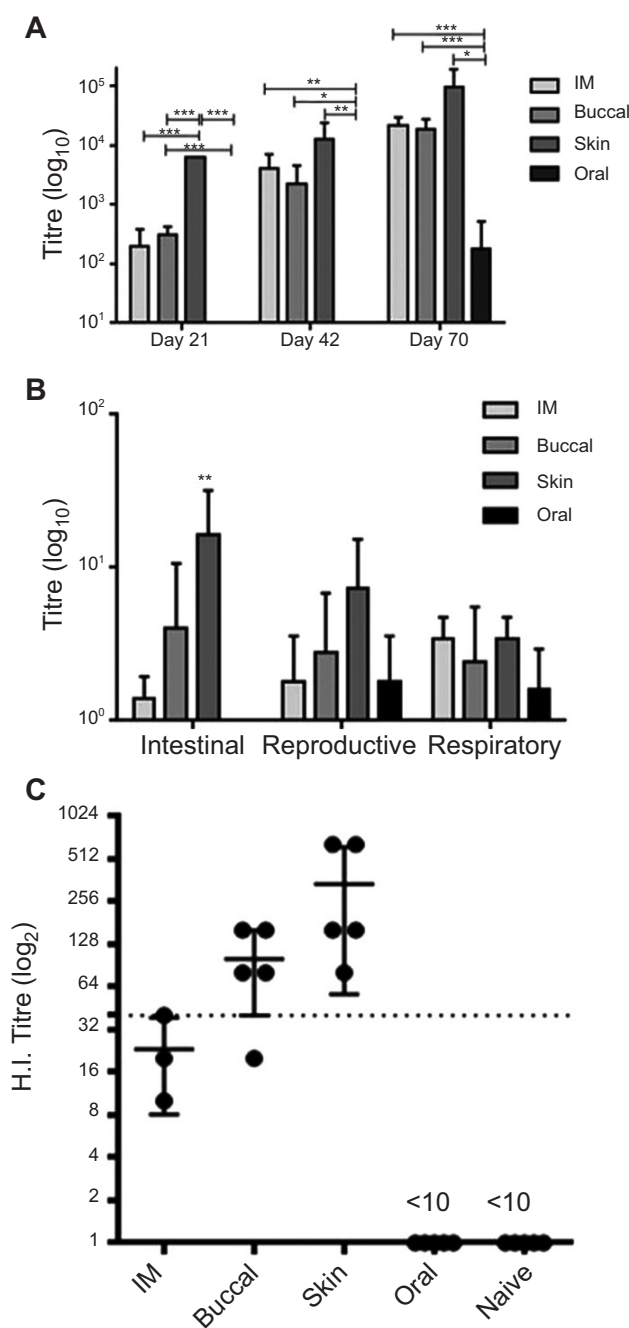 A
***
***
*
**
*
**
*** ***
***
***
Titre (log10)
10^5
10^4
10^3
10^2
10^1
Day 21 Day 42 Day 70
IM
Buccal
Skin
Oral
B
**
Titre (log10)
10^2
10^1
10^0
Intestinal Reproductive Respiratory
IM
Buccal
Skin
Oral
C
H.I. Titre (log2)
1024
512
256
128
64
32
16
8
4
2
1
<10 <10
IM Buccal Skin Oral Naive